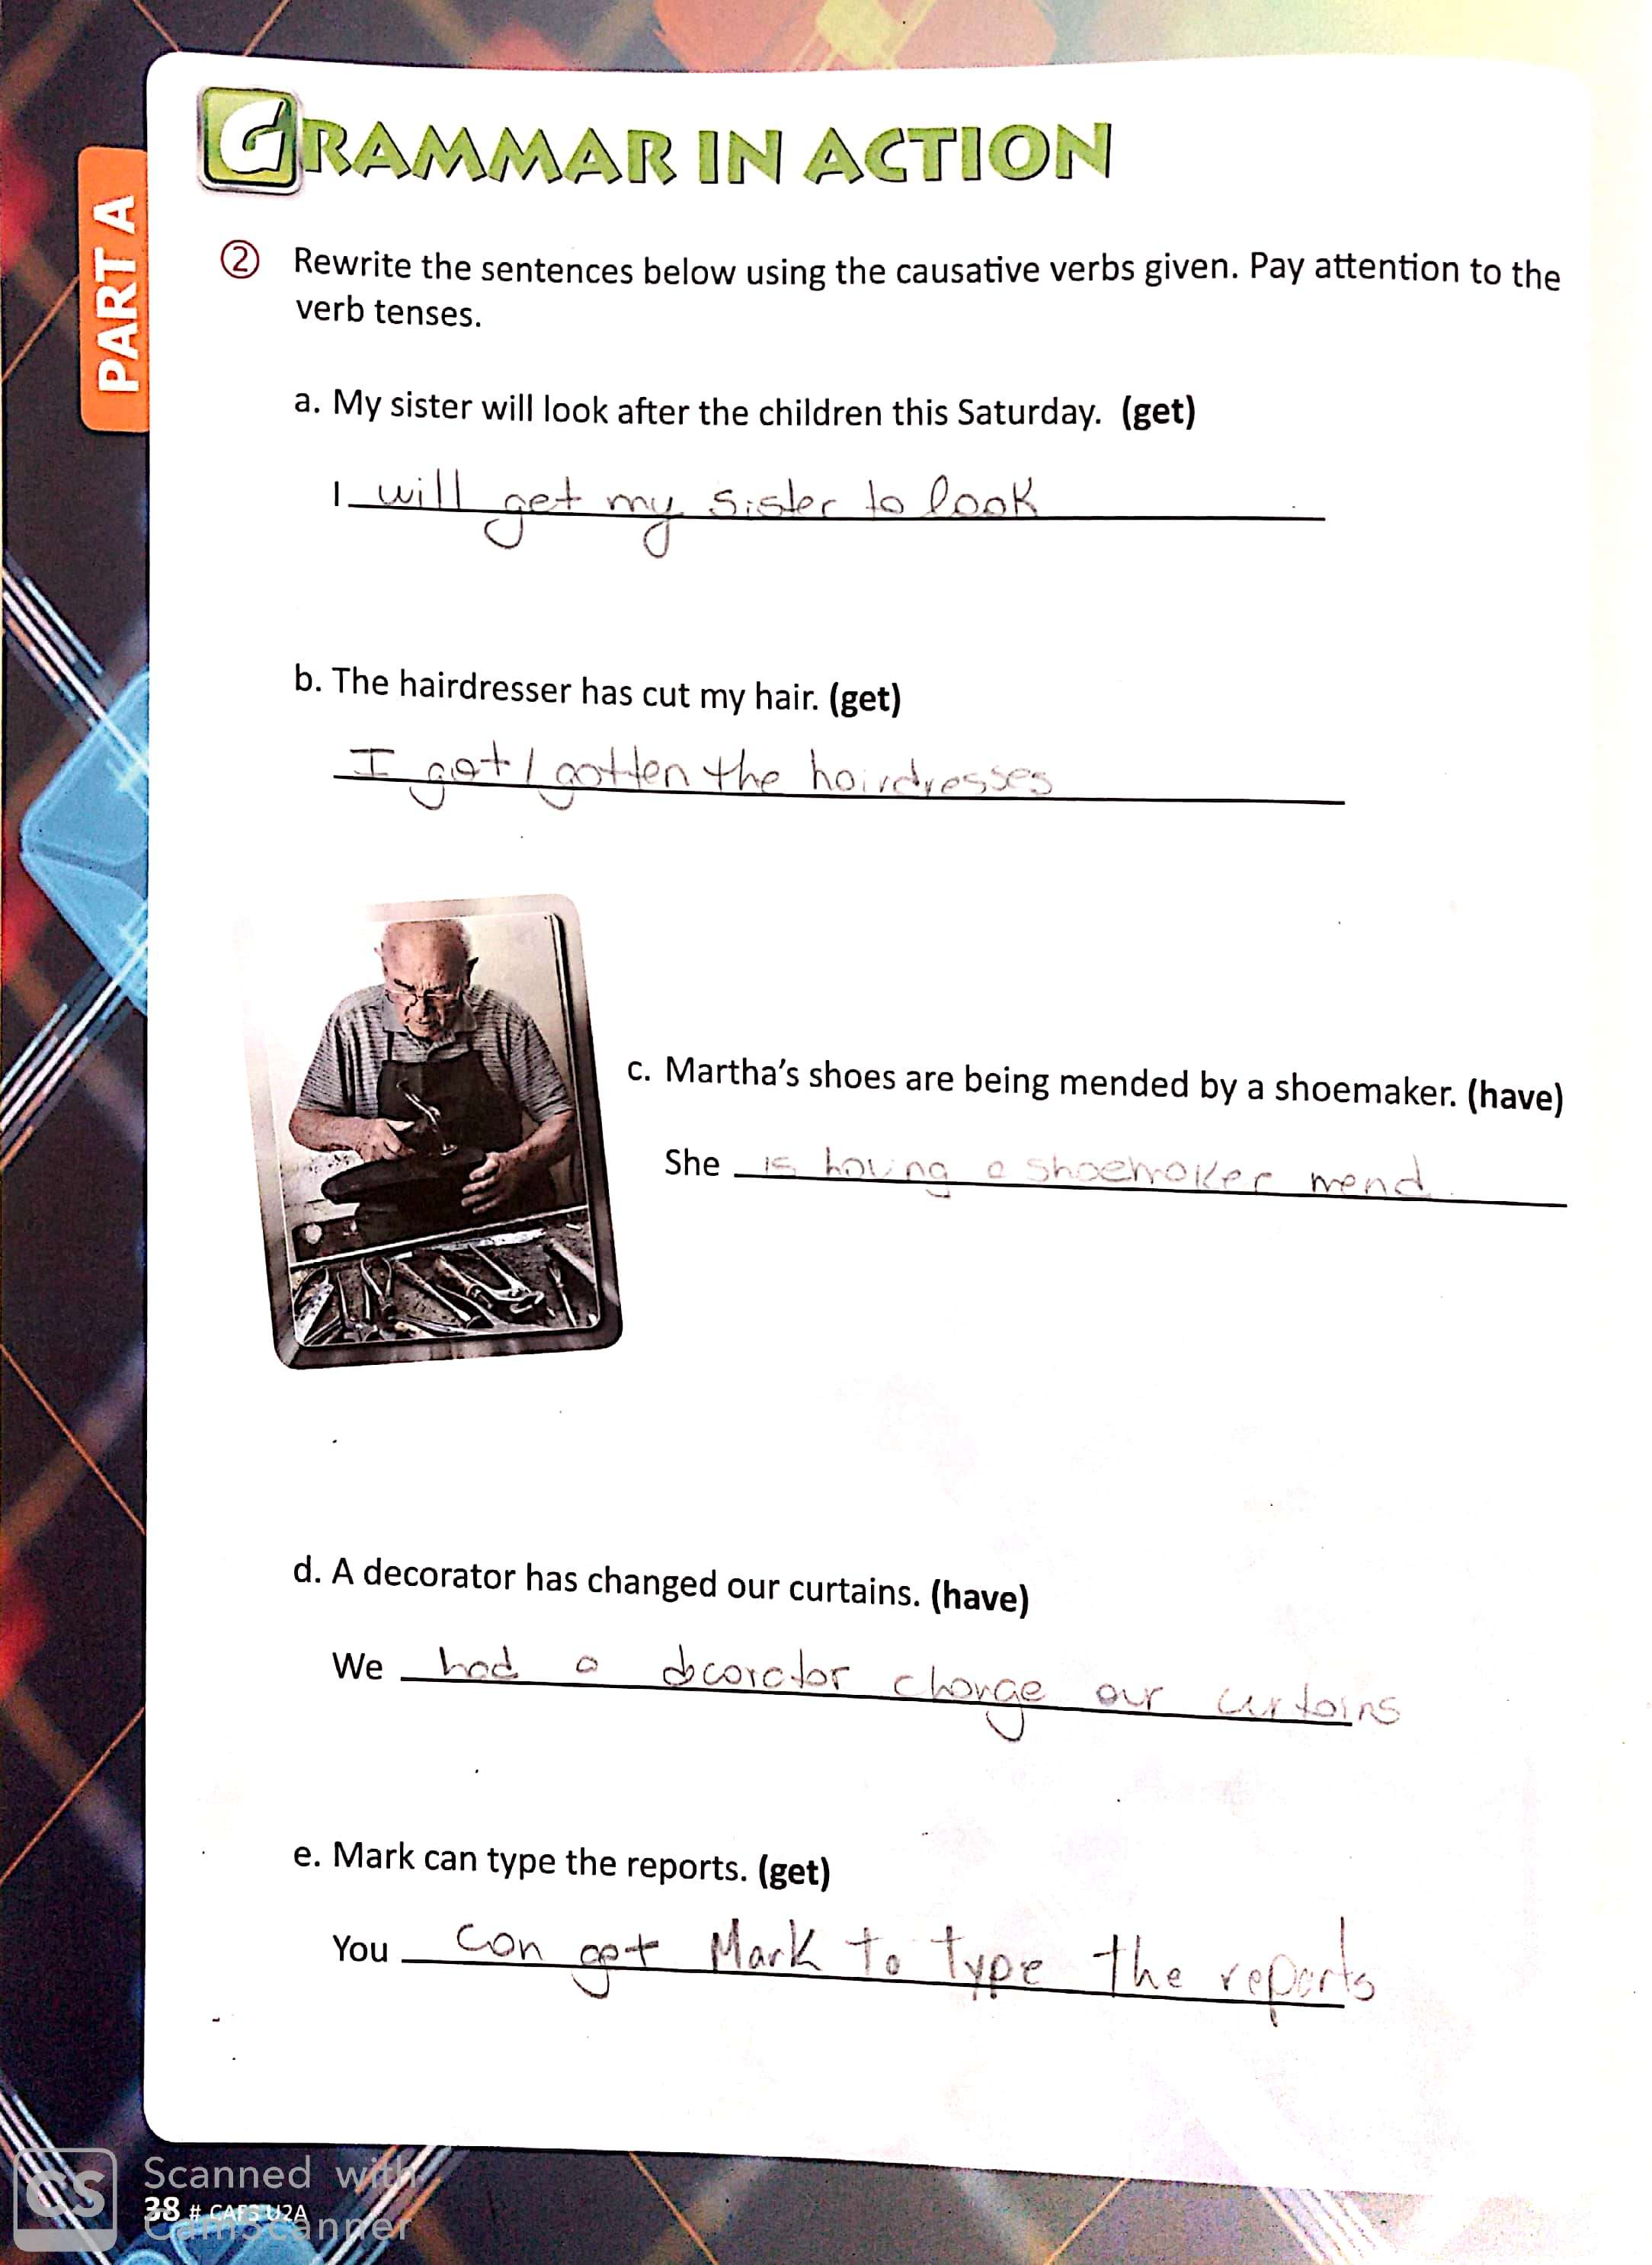 GRAMMAR IN ACTION
PART A
② Rewrite the sentences below using the causative verbs given. Pay attention to the
verb tenses.
a. My sister will look after the children this Saturday. (get)
I will get my sister to look
b. The hairdresser has cut my hair. (get)
I got / gotten the hairdresses
c. Martha's shoes are being mended by a shoemaker. (have)
She is having a shoemaker mend
d. A decorator has changed our curtains. (have)
We had a dcorator change our curtains
e. Mark can type the reports. (get)
You can get Mark to type the reports
CS Scanned with
38 # CAFS U2A
CamScanner